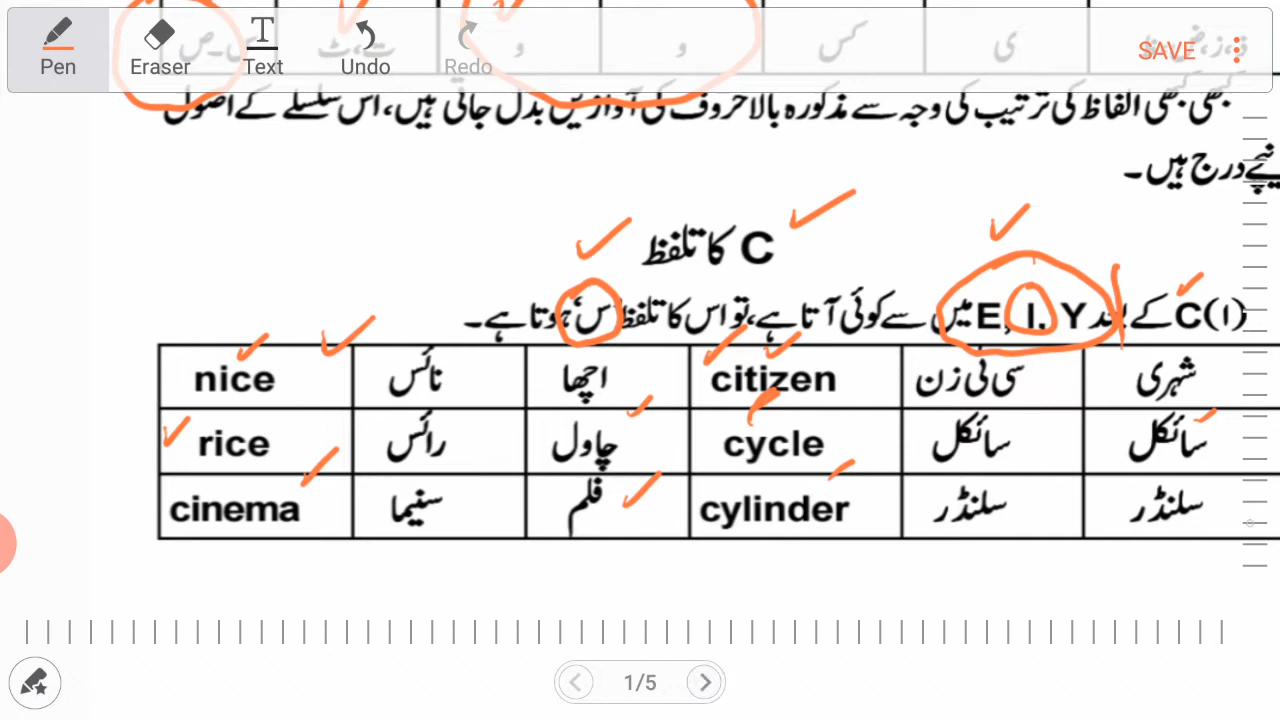 Pen Eraser Text Undo Redo SAVE
س۔ص ت،ٹ و و کس ی
کبھی کبھی الفاظ کی ترتیب کی وجہ سے مذکورہ بالا حروف کی آوازیں بدل جاتی ہیں، اس سلسلے کے اصول
نیچے درج ہیں۔
C کا تلفظ
(۱) C کے بعد E, I, Y میں سے کوئی آتا ہے، تو اس کا تلفظ 'س' ہوتا ہے۔
nice نائس اچھا citizen سی ٹی زن شہری
rice رائس چاول cycle سائکل سائکل
cinema سنیما فلم cylinder سلنڈر سلنڈر
1/5